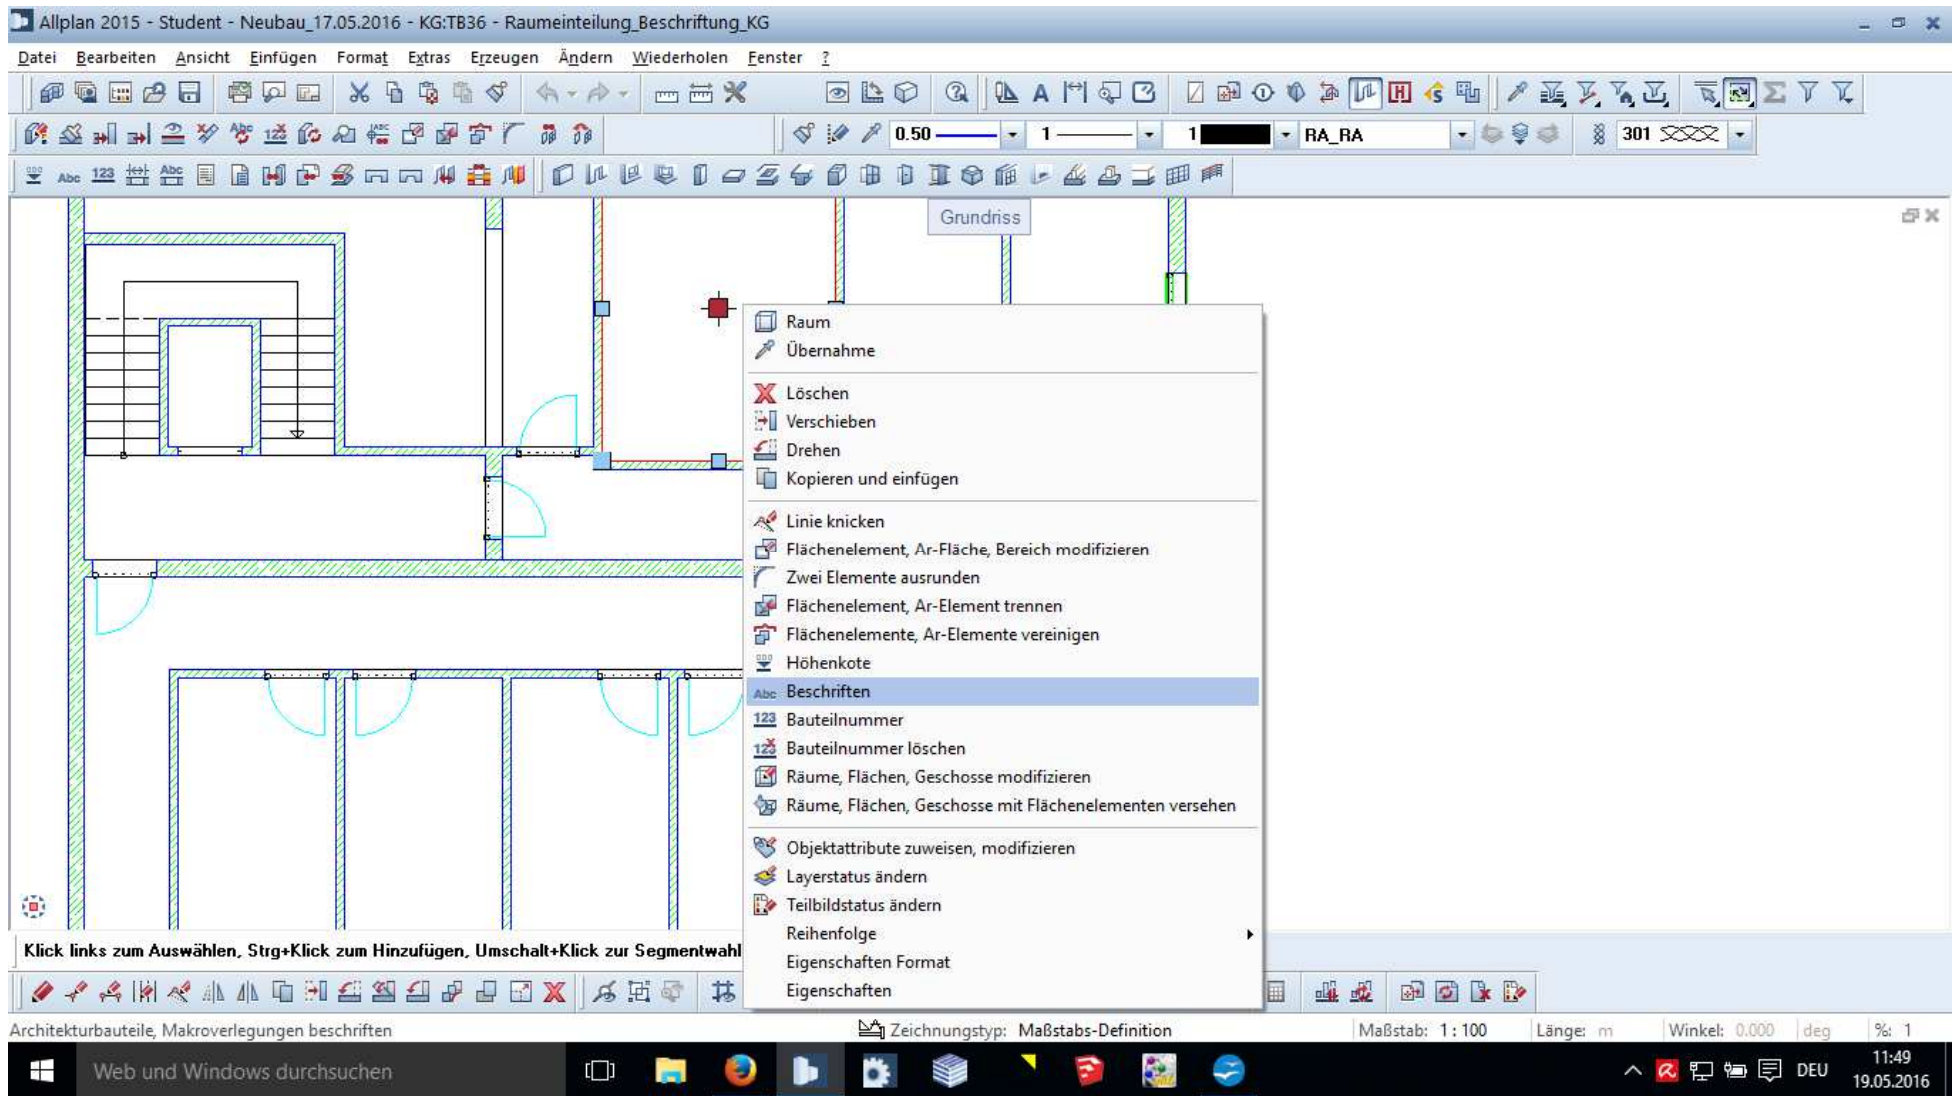 Allplan 2015 - Student - Neubau_17.05.2016 - KG:TB36 - Raumeinteilung_Beschriftung_KG
Datei Bearbeiten Ansicht Einfügen Format Extras Erzeugen Ändern Wiederholen Fenster ?
0.50 1 1 RA_RA 301
Abc 123 Abc
Grundriss
Raum
Übernahme
Löschen
Verschieben
Drehen
Kopieren und einfügen
Linie knicken
Flächenelement, Ar-Fläche, Bereich modifizieren
Zwei Elemente ausrunden
Flächenelement, Ar-Element trennen
Flächenelemente, Ar-Elemente vereinigen
Höhenkote
Abc Beschriften
123 Bauteilnummer
123 Bauteilnummer löschen
Räume, Flächen, Geschosse modifizieren
Räume, Flächen, Geschosse mit Flächenelementen versehen
Objektattribute zuweisen, modifizieren
Layerstatus ändern
Teilbildstatus ändern
Reihenfolge
Eigenschaften Format
Eigenschaften
Klick links zum Auswählen, Strg+Klick zum Hinzufügen, Umschalt+Klick zur Segmentwahl
Architekturbauteile, Makroverlegungen beschriften Zeichnungstyp: Maßstabs-Definition Maßstab: 1 : 100 Länge: m Winkel: 0.000 deg %: 1
Web und Windows durchsuchen DEU 11:49
19.05.2016